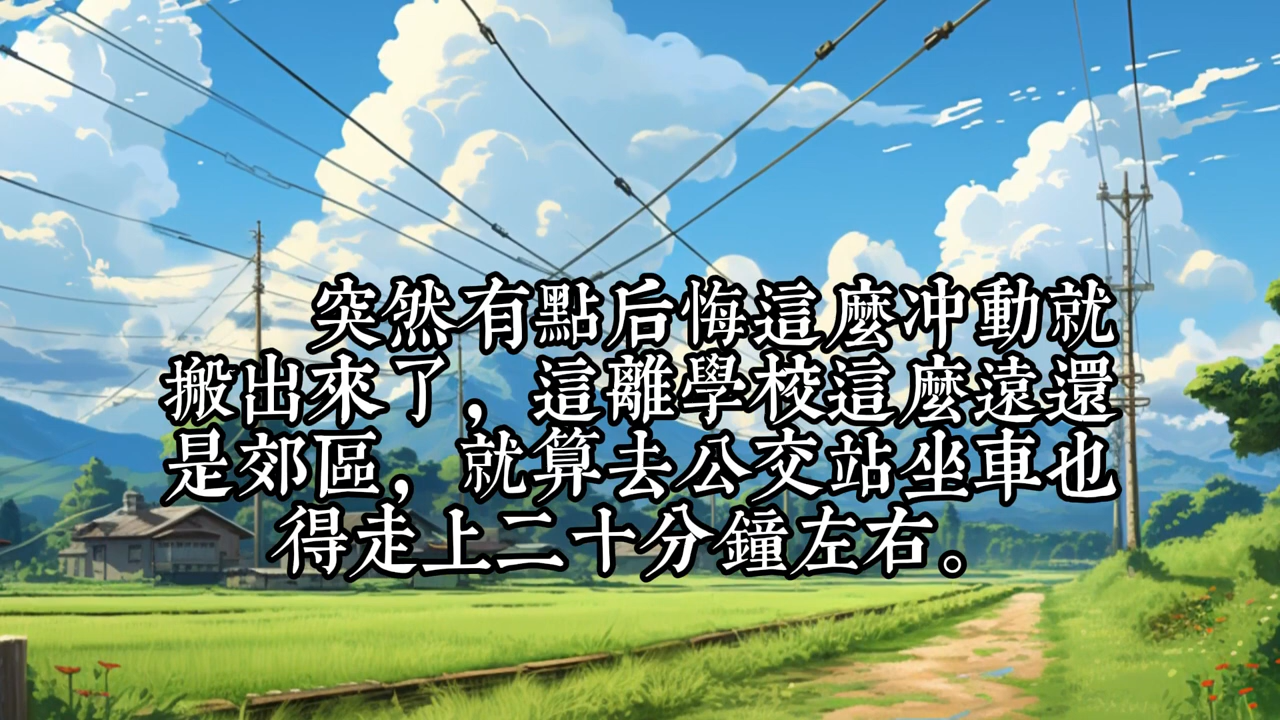 突然有點后悔這麼冲動就
搬出來了，這離學校這麼遠還
是郊區，就算去公交站坐車也
得走上二十分鐘左右。